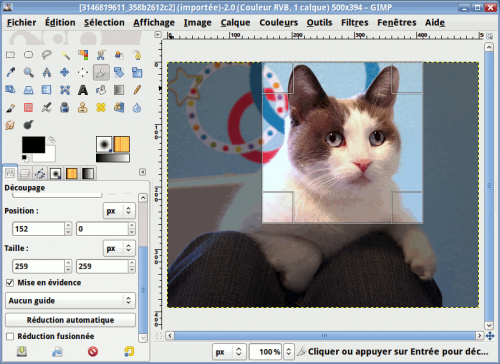 [3146819611_358b2612c2] (importée)-2.0 (Couleur RVB, 1 calque) 500x394 – GIMP
Fichier Édition Sélection Affichage Image Calque Couleurs Outils Filtres Fenêtres Aide
Découpage
Position :
px
152 0
Taille :
px
259 259
Mise en évidence
Aucun guide
Réduction automatique
Réduction fusionnée
px 100 % Cliquer ou appuyer sur Entrée pour déc...